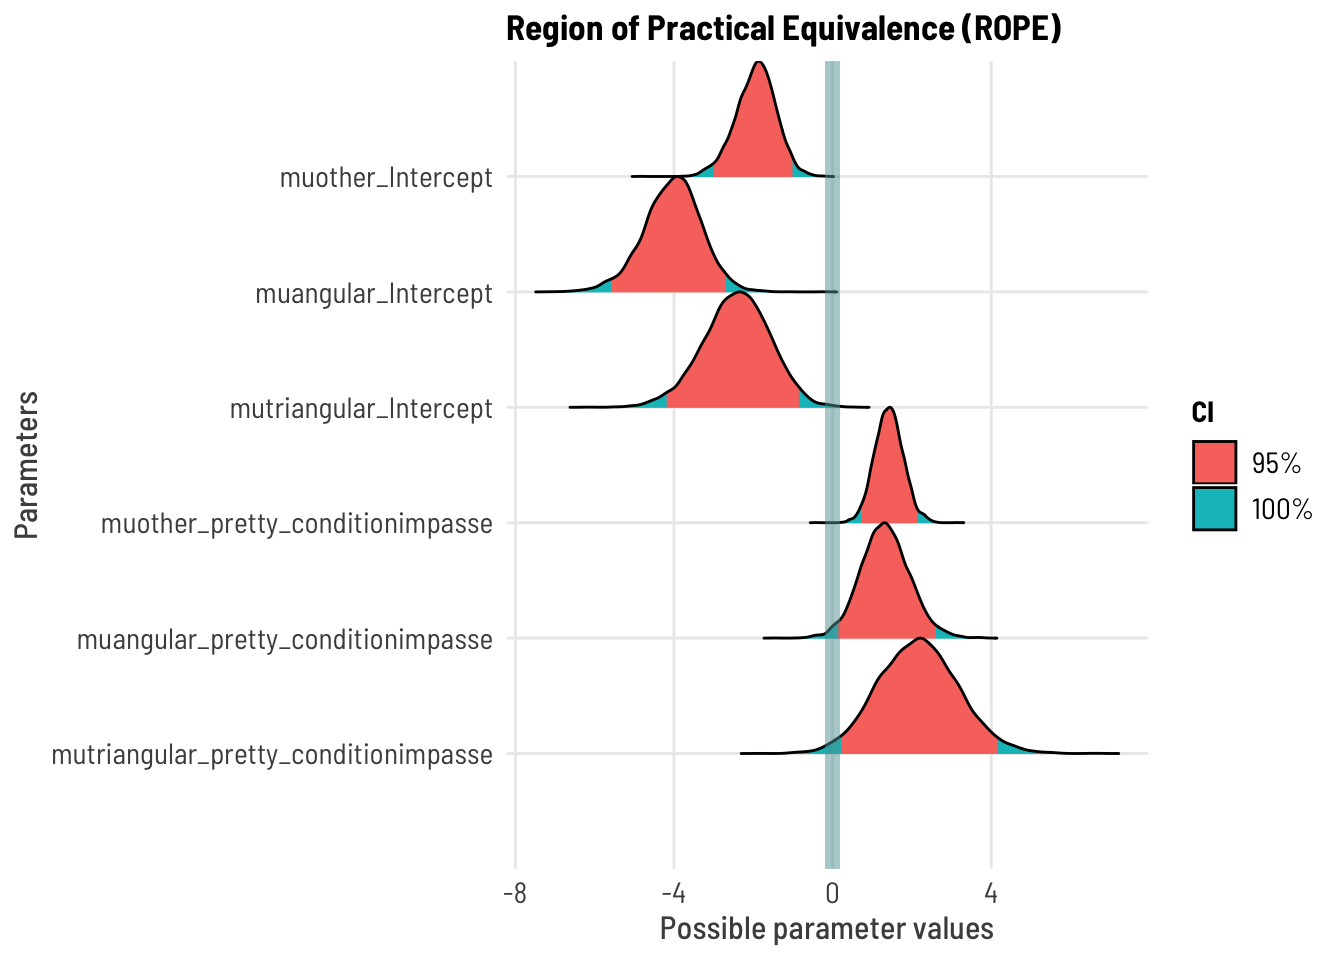 Region of Practical Equivalence (ROPE)
Parameters
muother_Intercept
muangular_Intercept
mutriangular_Intercept
muother_pretty_conditionimpasse
muangular_pretty_conditionimpasse
mutriangular_pretty_conditionimpasse
-8 -4 0 4
Possible parameter values
CI
95%
100%